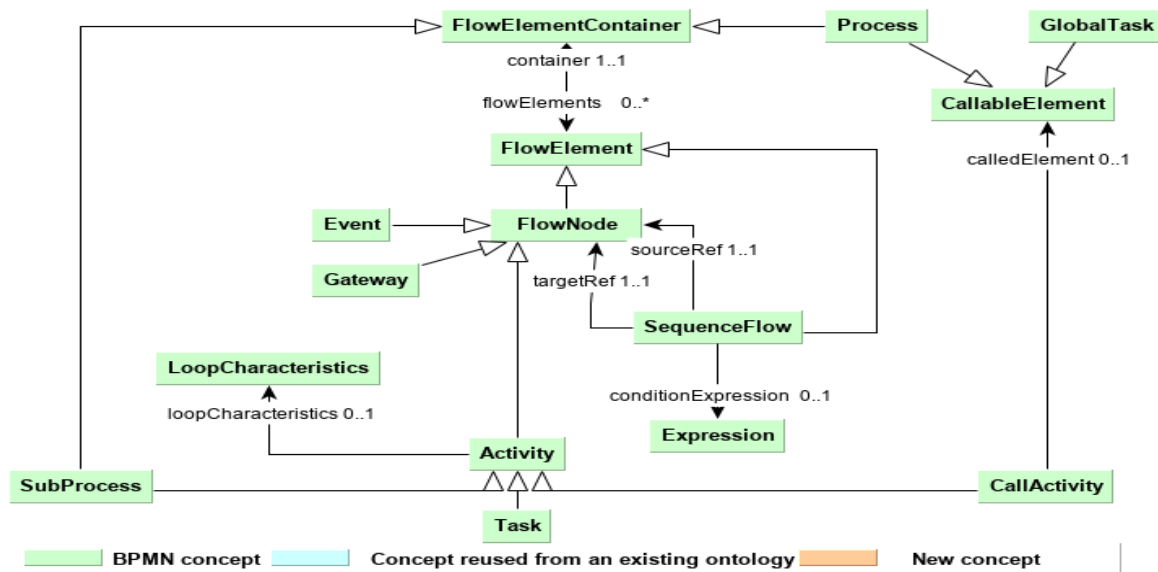 FlowElementContainer Process GlobalTask
container 1..1
flowElements 0..*
CallableElement
FlowElement
calledElement 0..1
Event FlowNode
sourceRef 1..1
Gateway targetRef 1..1
SequenceFlow
LoopCharacteristics
loopCharacteristics 0..1 conditionExpression 0..1
Expression
Activity
SubProcess CallActivity
Task
BPMN concept Concept reused from an existing ontology New concept